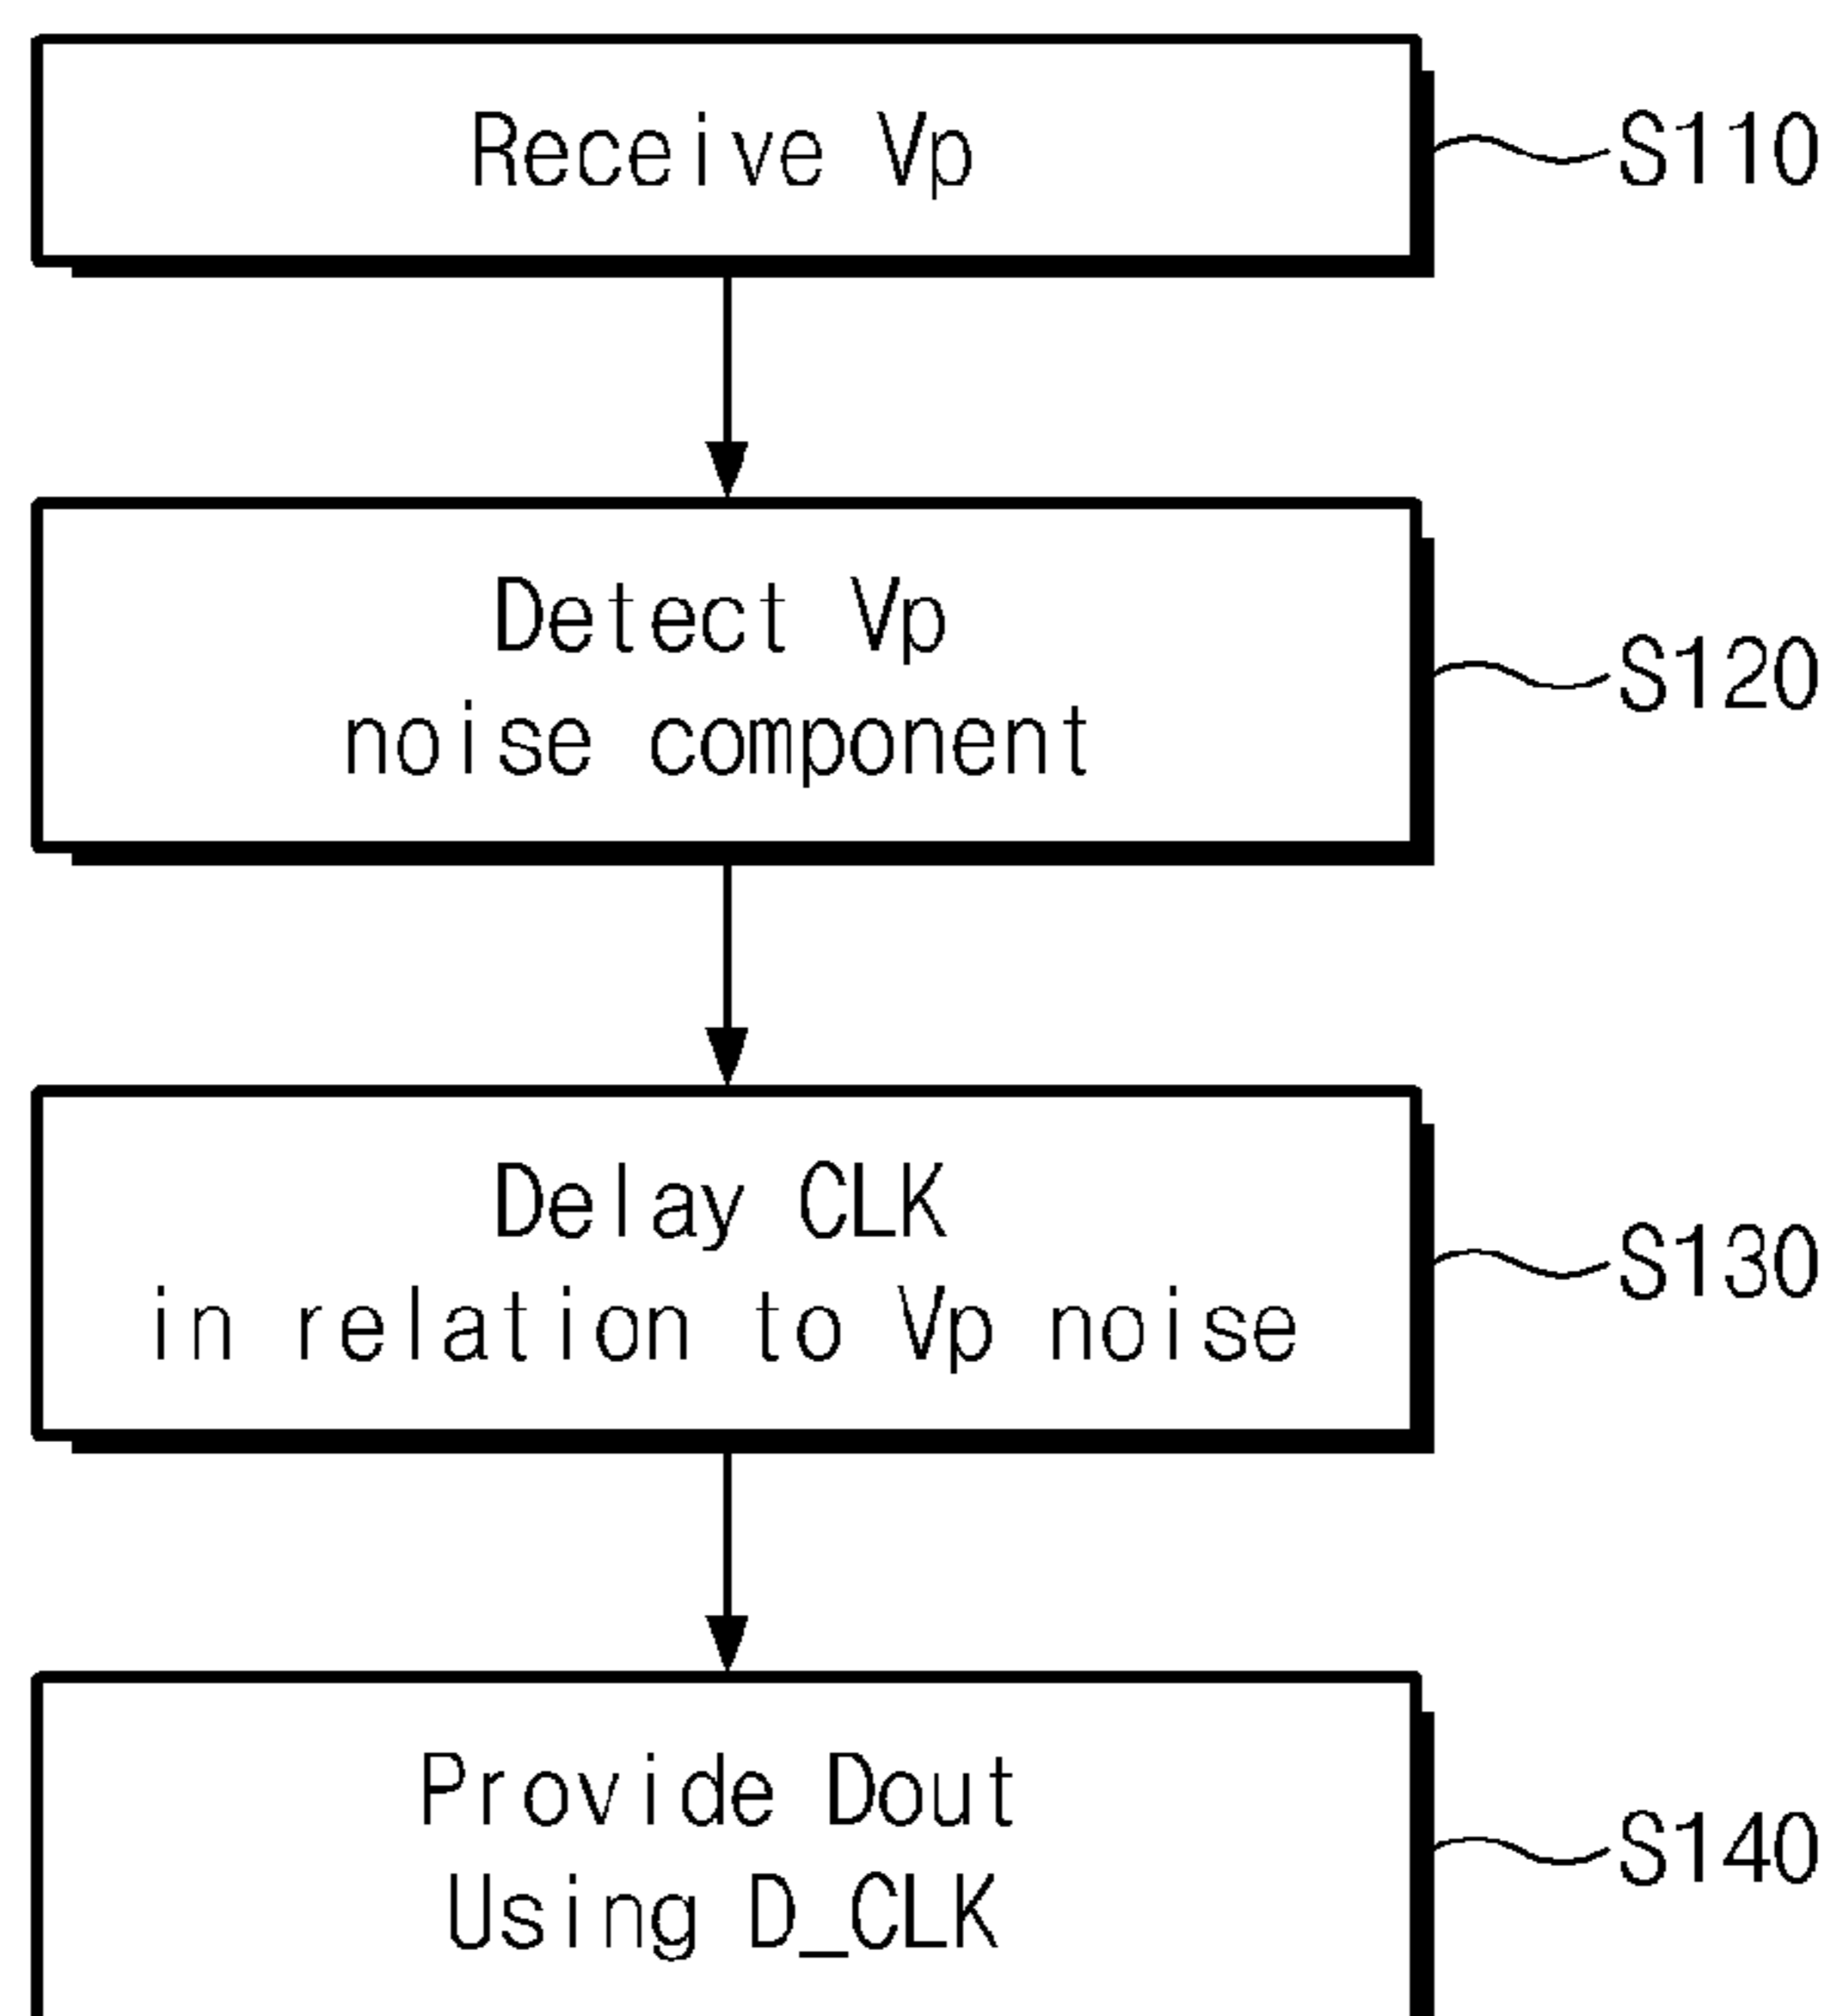 Receive Vp
S110
Detect Vp
noise component
S120
Delay CLK
in relation to Vp noise
S130
Provide Dout
Using D_CLK
S140